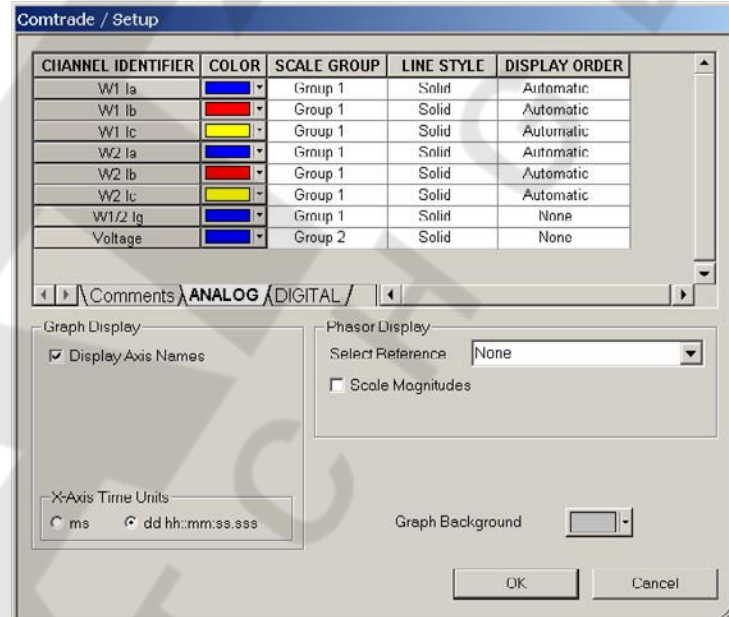 Comtrade / Setup
CHANNEL IDENTIFIER COLOR SCALE GROUP LINE STYLE DISPLAY ORDER
W1 Ia Group 1 Solid Automatic
W1 Ib Group 1 Solid Automatic
W1 Ic Group 1 Solid Automatic
W2 Ia Group 1 Solid Automatic
W2 Ib Group 1 Solid Automatic
W2 Ic Group 1 Solid Automatic
W1/2 Ig Group 1 Solid None
Voltage Group 2 Solid None
Comments ANALOG DIGITAL
Graph Display
Display Axis Names
Phasor Display
Select Reference None
Scale Magnitudes
X-Axis Time Units
ms dd hh::mm:ss.sss
Graph Background
OK Cancel